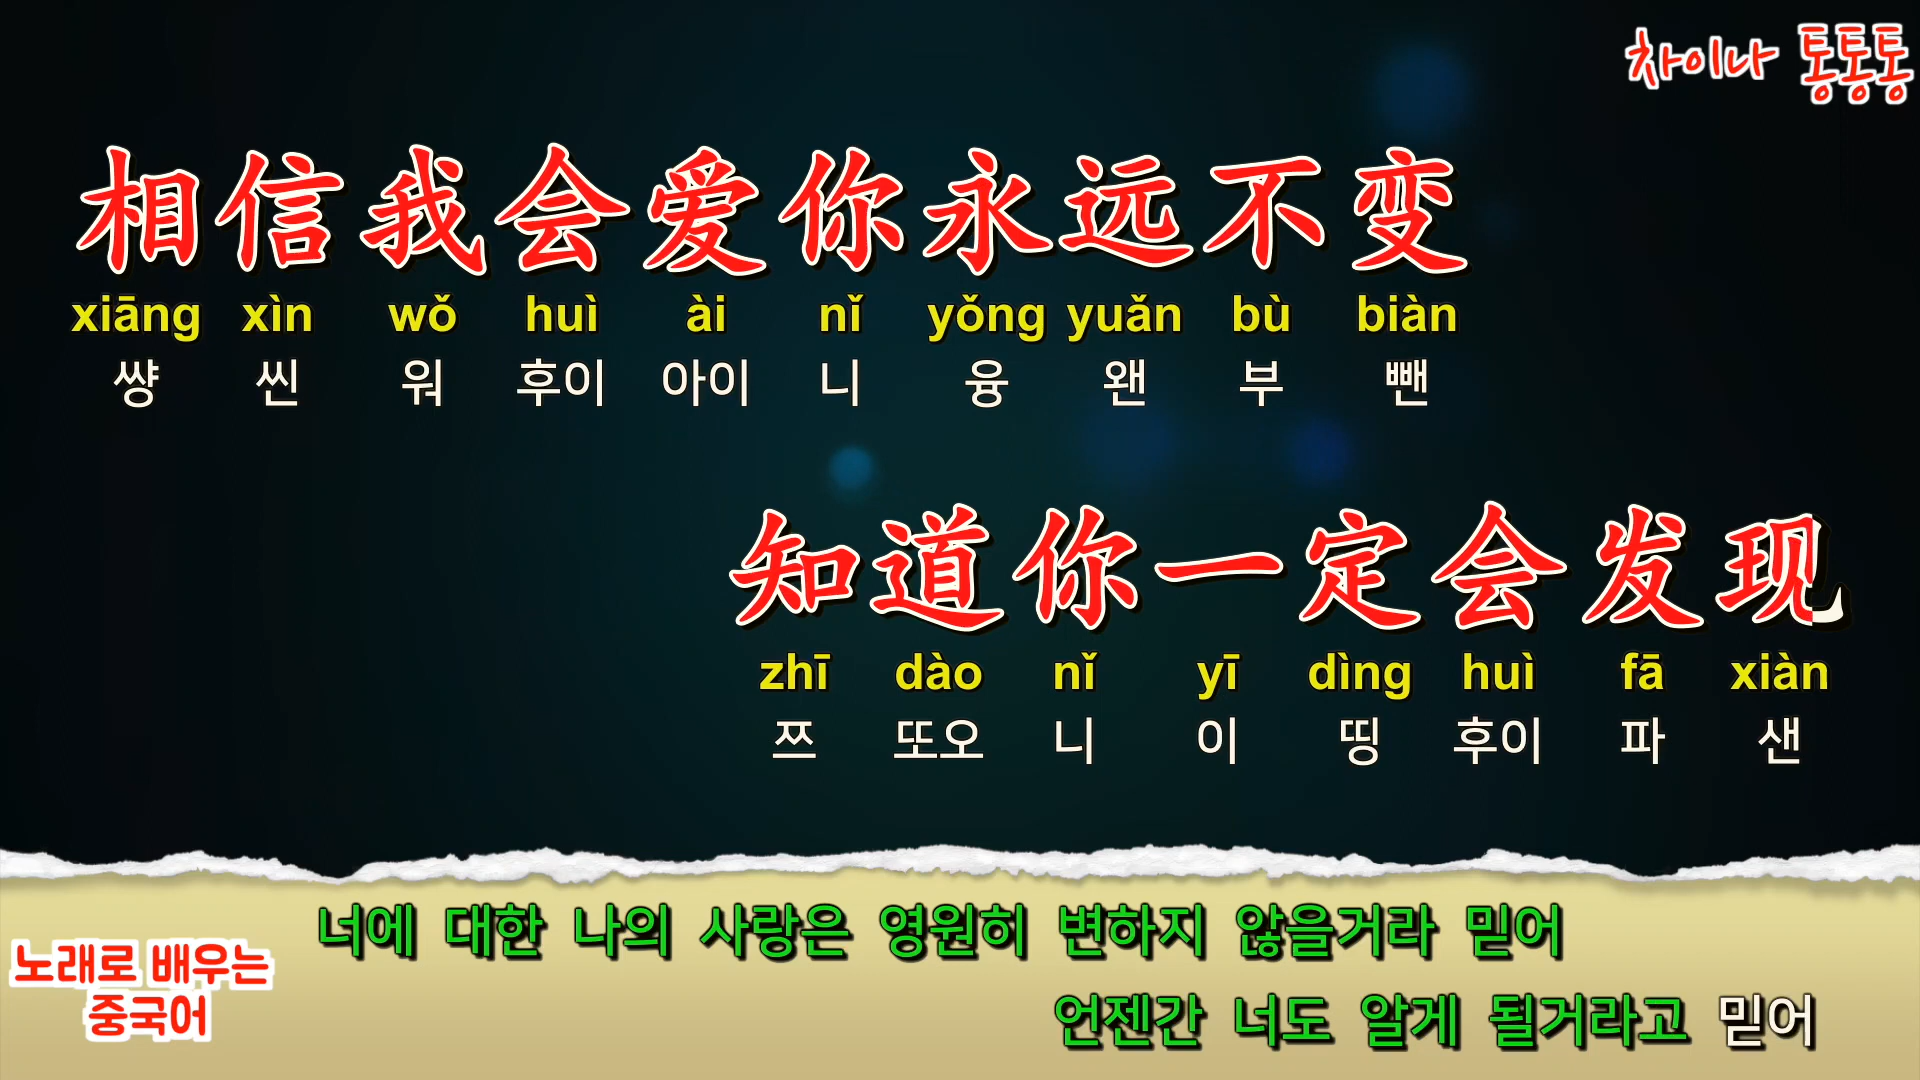 차이나 통통통
相信我会爱你永远不变
xiāng xìn wǒ huì ài nǐ yǒng yuǎn bù biàn
썅 씬 워 후이 아이 니 융 왠 부 뺀
知道你一定会发现
zhī dào nǐ yī dìng huì fā xiàn
쯔 또오 니 이 띵 후이 파 샌
너에 대한 나의 사랑은 영원히 변하지 않을거라 믿어
언젠간 너도 알게 될거라고 믿어
노래로 배우는
중국어